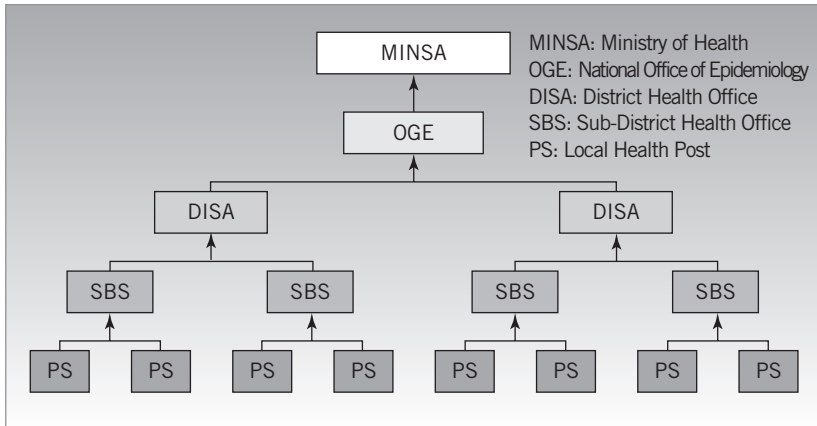 MINSA
MINSA: Ministry of Health
OGE: National Office of Epidemiology
DISA: District Health Office
SBS: Sub-District Health Office
PS: Local Health Post
OGE
DISA DISA
SBS SBS SBS SBS
PS PS PS PS PS PS PS PS